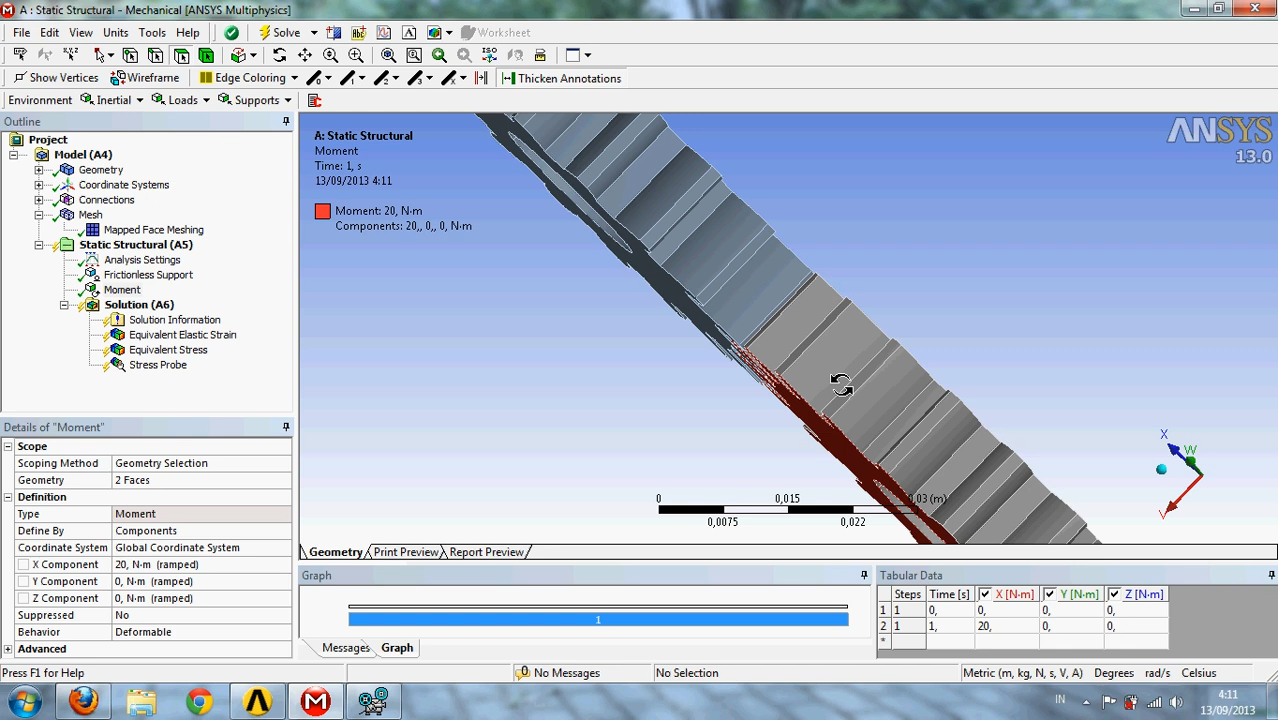 A : Static Structural - Mechanical [ANSYS Multiphysics]
File Edit View Units Tools Help Solve Worksheet
Show Vertices Wireframe Edge Coloring Thicken Annotations
Environment Inertial Loads Supports
Outline
Project
Model (A4)
Geometry
Coordinate Systems
Connections
Mesh
Mapped Face Meshing
Static Structural (A5)
Analysis Settings
Frictionless Support
Moment
Solution (A6)
Solution Information
Equivalent Elastic Strain
Equivalent Stress
Stress Probe
Details of "Moment"
Scope
Scoping Method Geometry Selection
Geometry 2 Faces
Definition
Type Moment
Define By Components
Coordinate System Global Coordinate System
X Component 20, N·m (ramped)
Y Component 0, N·m (ramped)
Z Component 0, N·m (ramped)
Suppressed No
Behavior Deformable
Advanced
A: Static Structural
Moment
Time: 1, s
13/09/2013 4:11
Moment: 20, N·m
Components: 20,, 0,, 0, N·m
ANSYS
13.0
X W
V
0 0,015 0,03 (m)
0,0075 0,022
Geometry Print Preview Report Preview
Graph
1
Messages Graph
Tabular Data
Steps Time [s] X [N·m] Y [N·m] Z [N·m]
1 1 0, 0, 0, 0,
2 1 1, 20, 0, 0,
*
Press F1 for Help 0 No Messages No Selection Metric (m, kg, N, s, V, A) Degrees rad/s Celsius
IN 4:11
13/09/2013